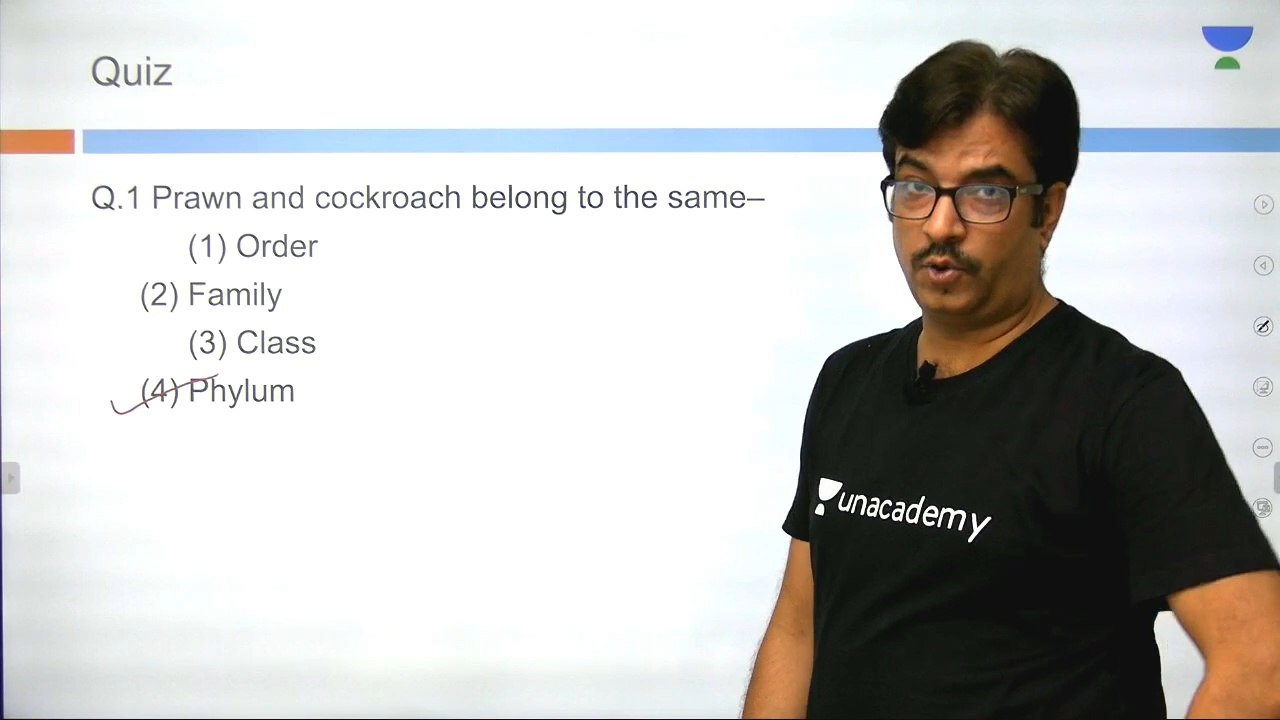 Quiz
Q.1 Prawn and cockroach belong to the same–
(1) Order
(2) Family
(3) Class
(4) Phylum
unacademy